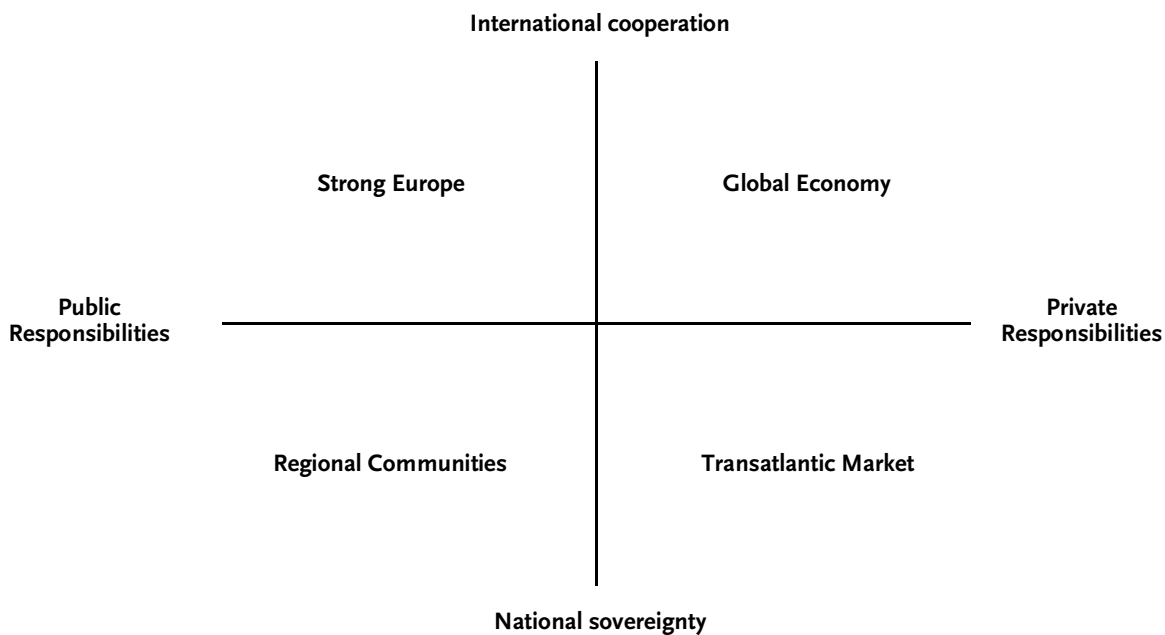 International cooperation
Strong Europe
Global Economy
Public
Responsibilities
Private
Responsibilities
Regional Communities
Transatlantic Market
National sovereignty